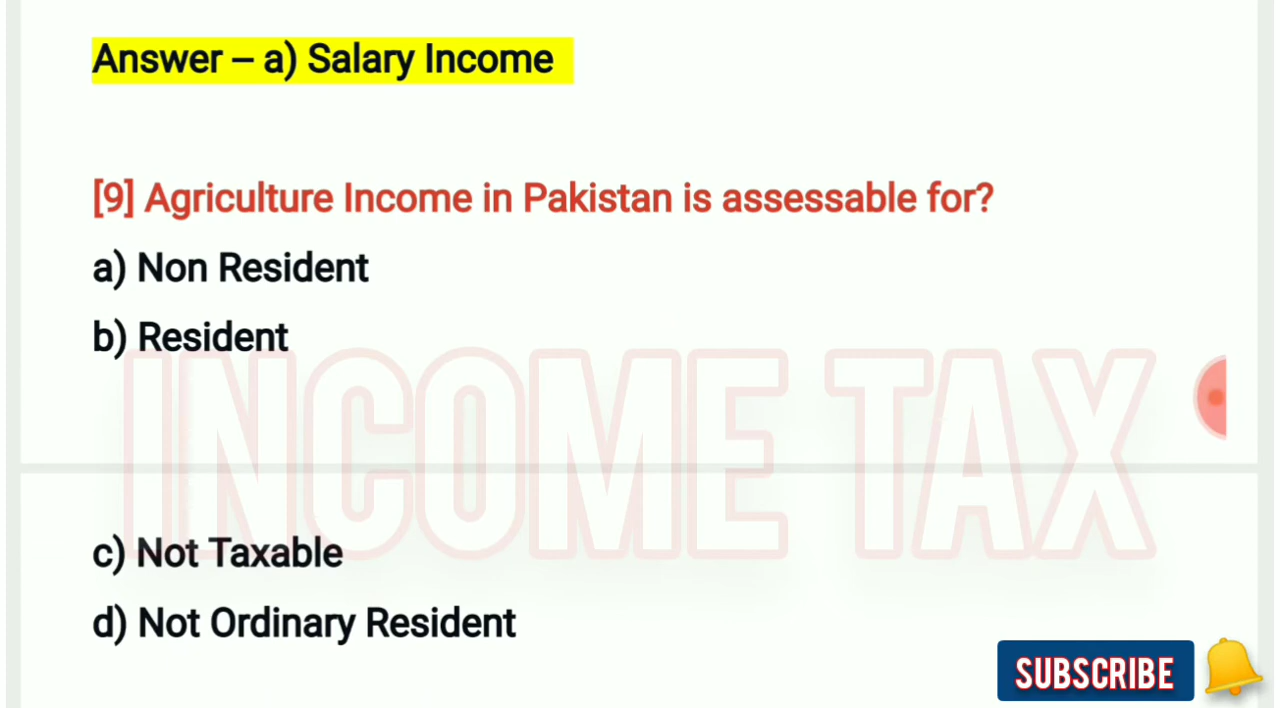 Answer – a) Salary Income
[9] Agriculture Income in Pakistan is assessable for?
a) Non Resident
b) Resident
INCOME TAX
c) Not Taxable
d) Not Ordinary Resident
SUBSCRIBE